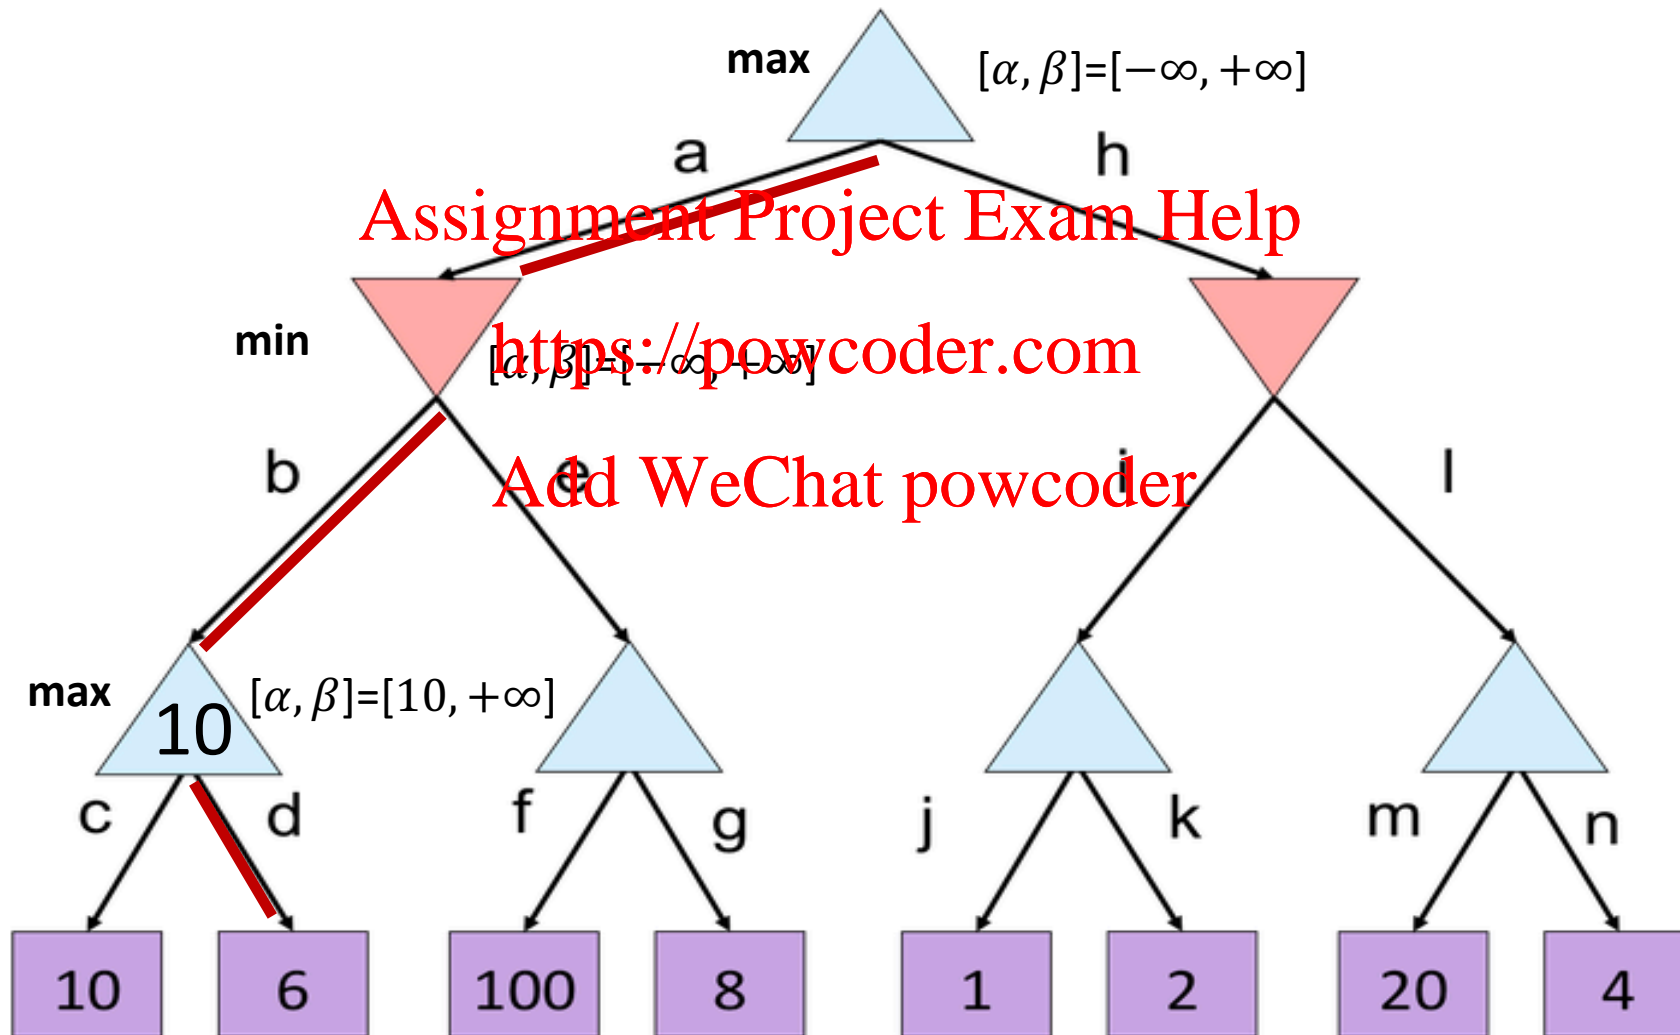 max
[α, β]=[−∞, +∞]
a
h
Assignment Project Exam Help
min
https://powcoder.com
[α, β]=[−∞, +∞]
b
e
i
l
Add WeChat powcoder
max
10
[α, β]=[10, +∞]
c
d
f
g
j
k
m
n
10
6
100
8
1
2
20
4